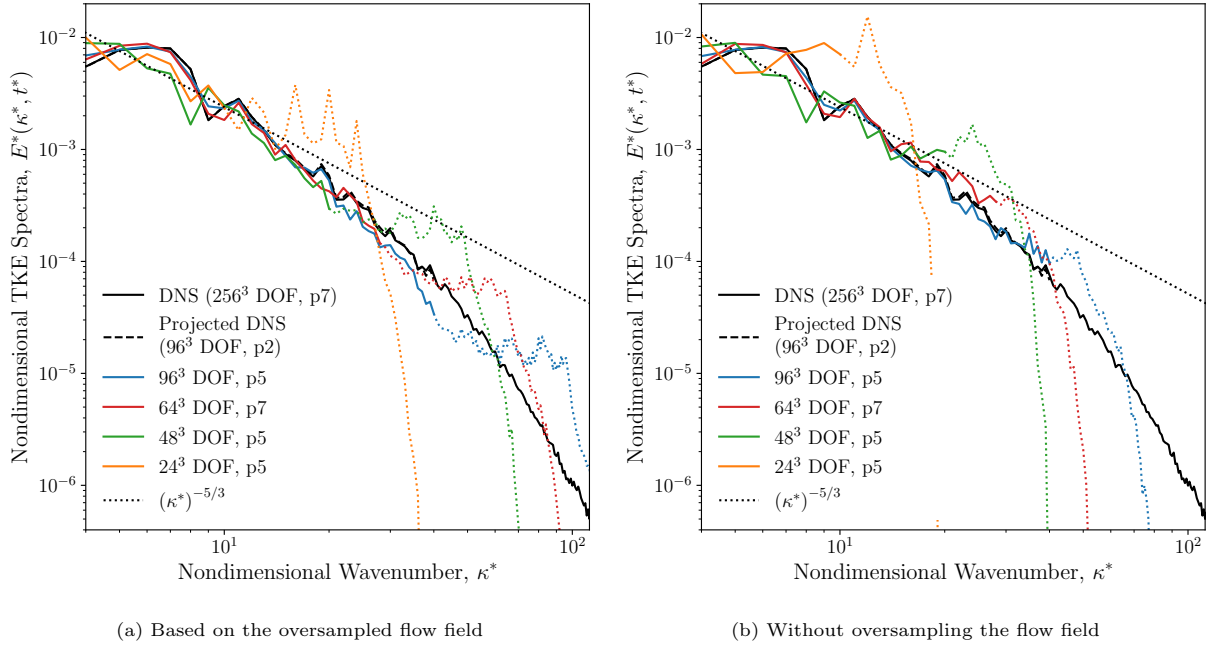 Nondimensional TKE Spectra, E*(κ*, t*)
10⁻²
10⁻³
10⁻⁴
10⁻⁵
10⁻⁶
DNS (256³ DOF, p7)
Projected DNS
(96³ DOF, p2)
96³ DOF, p5
64³ DOF, p7
48³ DOF, p5
24³ DOF, p5
(κ*)⁻⁵ᐟ³
10¹
10²
Nondimensional Wavenumber, κ*
(a) Based on the oversampled flow field
Nondimensional TKE Spectra, E*(κ*, t*)
10⁻²
10⁻³
10⁻⁴
10⁻⁵
10⁻⁶
DNS (256³ DOF, p7)
Projected DNS
(96³ DOF, p2)
96³ DOF, p5
64³ DOF, p7
48³ DOF, p5
24³ DOF, p5
(κ*)⁻⁵ᐟ³
10¹
10²
Nondimensional Wavenumber, κ*
(b) Without oversampling the flow field